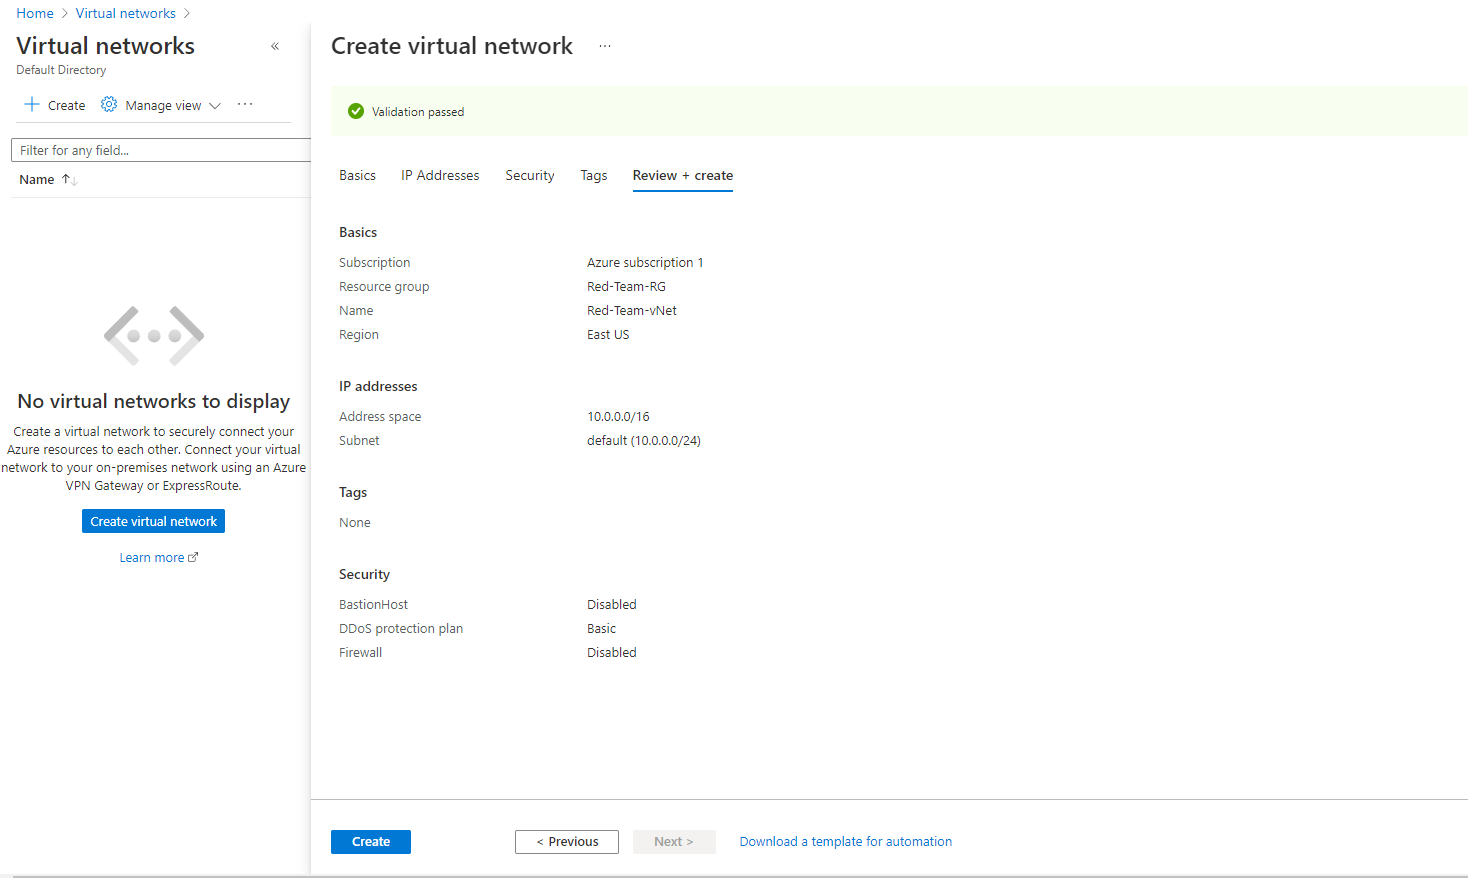 Home > Virtual networks >
Virtual networks «
Default Directory
+ Create Manage view ...
Filter for any field...
Name ↑↓
No virtual networks to display
Create a virtual network to securely connect your
Azure resources to each other. Connect your virtual
network to your on-premises network using an Azure
VPN Gateway or ExpressRoute.
Create virtual network
Learn more
Create virtual network ...
Validation passed
Basics IP Addresses Security Tags Review + create
Basics
Subscription Azure subscription 1
Resource group Red-Team-RG
Name Red-Team-vNet
Region East US
IP addresses
Address space 10.0.0.0/16
Subnet default (10.0.0.0/24)
Tags
None
Security
BastionHost Disabled
DDoS protection plan Basic
Firewall Disabled
Create < Previous Next > Download a template for automation